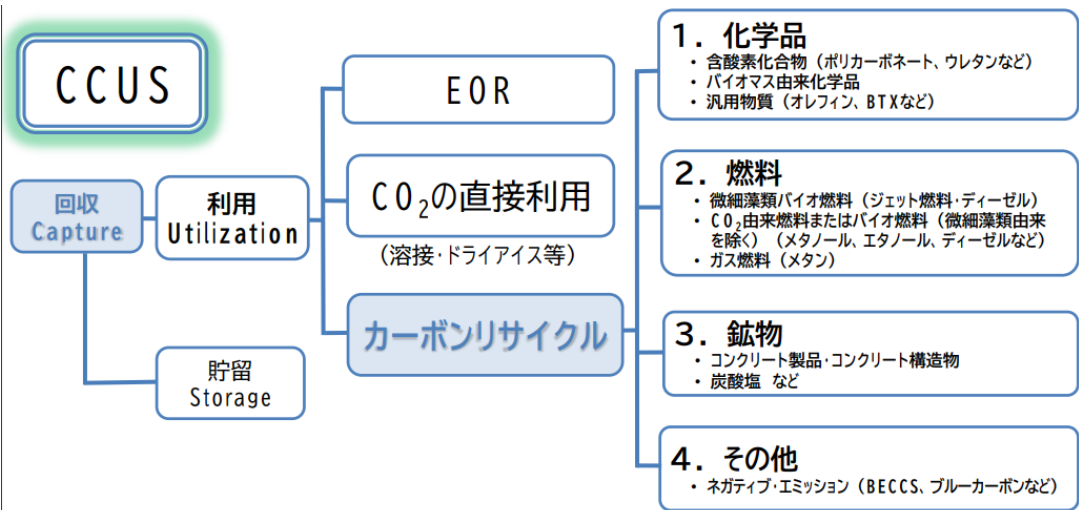 CCUS
回収
Capture
利用
Utilization
貯留
Storage
EOR
CO₂の直接利用
(溶接・ドライアイス等)
カーボンリサイクル
1. 化学品
・ 含酸素化合物（ポリカーボネート、ウレタンなど）
・ バイオマス由来化学品
・ 汎用物質（オレフィン、BTXなど）
2. 燃料
・ 微細藻類バイオ燃料（ジェット燃料・ディーゼル）
・ CO₂由来燃料またはバイオ燃料（微細藻類由来
を除く）（メタノール、エタノール、ディーゼルなど）
・ ガス燃料（メタン）
3. 鉱物
・ コンクリート製品・コンクリート構造物
・ 炭酸塩 など
4. その他
・ ネガティブ・エミッション（BECCS、ブルーカーボンなど）